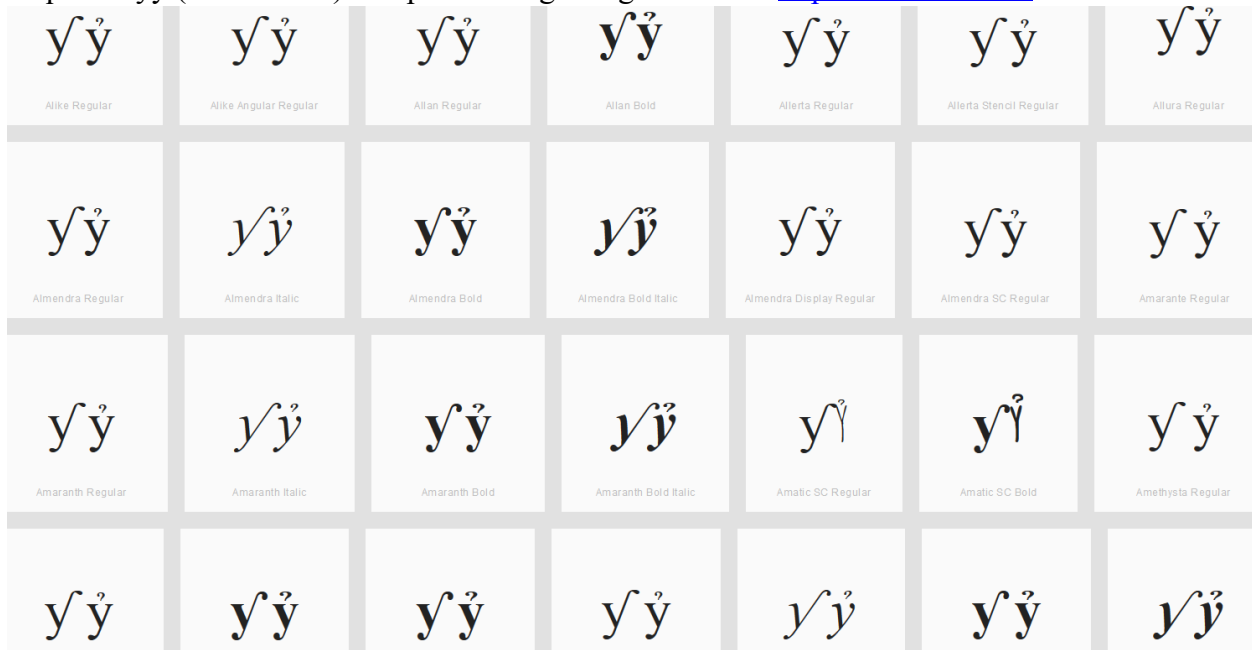 ƴ ỷ ƴ ỷ ƴ ỷ ƴ ỷ ƴ ỷ ƴ ỷ ƴ ỷ
Alike Regular Alike Angular Regular Allan Regular Allan Bold Allerta Regular Allerta Stencil Regular Allura Regular
ƴ ỷ ƴ ỷ ƴ ỷ ƴ ỷ ƴ ỷ ƴ ỷ ƴ ỷ
Almendra Regular Almendra Italic Almendra Bold Almendra Bold Italic Almendra Display Regular Almendra SC Regular Amarante Regular
ƴ ỷ ƴ ỷ ƴ ỷ ƴ ỷ ƴ ỷ ƴ ỷ ƴ ỷ
Amaranth Regular Amaranth Italic Amaranth Bold Amaranth Bold Italic Amatic SC Regular Amatic SC Bold Amethysta Regular
ƴ ỷ ƴ ỷ ƴ ỷ ƴ ỷ ƴ ỷ ƴ ỷ ƴ ỷ